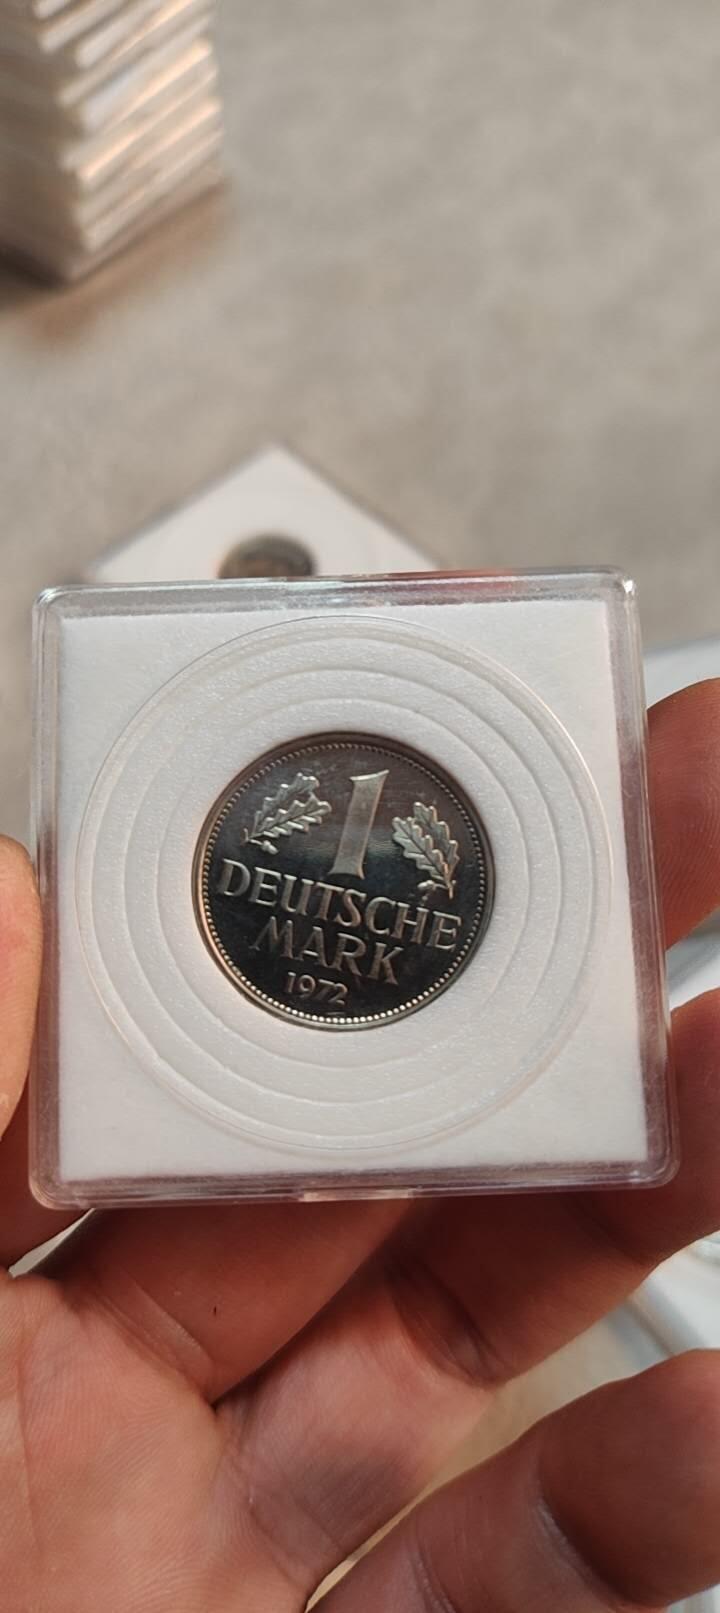 1
DEUTSCHE
MARK
1972